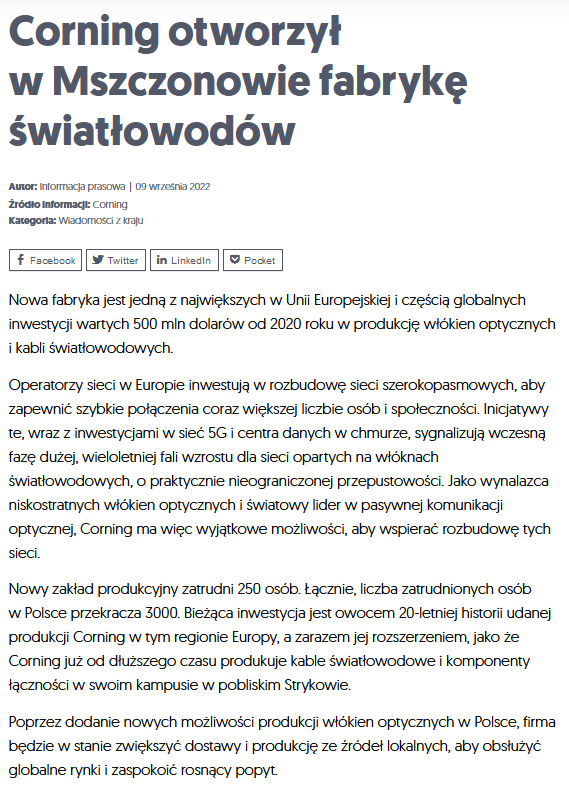 Corning otworzył
w Mszczonowie fabrykę
światłowodów
Autor: Informacja prasowa | 09 września 2022
Źródło informacji: Corning
Kategoria: Wiadomości z kraju
Facebook Twitter LinkedIn Pocket
Nowa fabryka jest jedną z największych w Unii Europejskiej i częścią globalnych
inwestycji wartych 500 mln dolarów od 2020 roku w produkcję włókien optycznych
i kabli światłowodowych.
Operatorzy sieci w Europie inwestują w rozbudowę sieci szerokopasmowych, aby
zapewnić szybkie połączenia coraz większej liczbie osób i społeczności. Inicjatywy
te, wraz z inwestycjami w sieć 5G i centra danych w chmurze, sygnalizują wczesną
fazę dużej, wieloletniej fali wzrostu dla sieci opartych na włóknach
światłowodowych, o praktycznie nieograniczonej przepustowości. Jako wynalazca
niskostratnych włókien optycznych i światowy lider w pasywnej komunikacji
optycznej, Corning ma więc wyjątkowe możliwości, aby wspierać rozbudowę tych
sieci.
Nowy zakład produkcyjny zatrudni 250 osób. Łącznie, liczba zatrudnionych osób
w Polsce przekracza 3000. Bieżąca inwestycja jest owocem 20-letniej historii udanej
produkcji Corning w tym regionie Europy, a zarazem jej rozszerzeniem, jako że
Corning już od dłuższego czasu produkuje kable światłowodowe i komponenty
łączności w swoim kampusie w pobliskim Strykowie.
Poprzez dodanie nowych możliwości produkcji włókien optycznych w Polsce, firma
będzie w stanie zwiększyć dostawy i produkcję ze źródeł lokalnych, aby obsłużyć
globalne rynki i zaspokoić rosnący popyt.